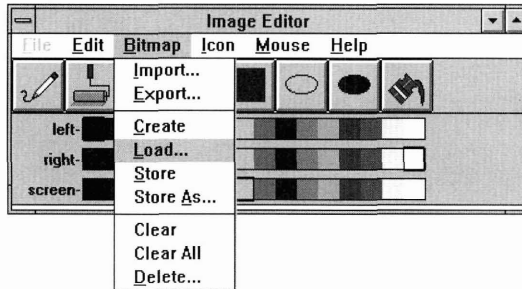 Image Editor
File Edit Bitmap Icon Mouse Help
Import...
Export...
left-
Create
right-
Load...
screen-
Store
Store As...
Clear
Clear All
Delete...